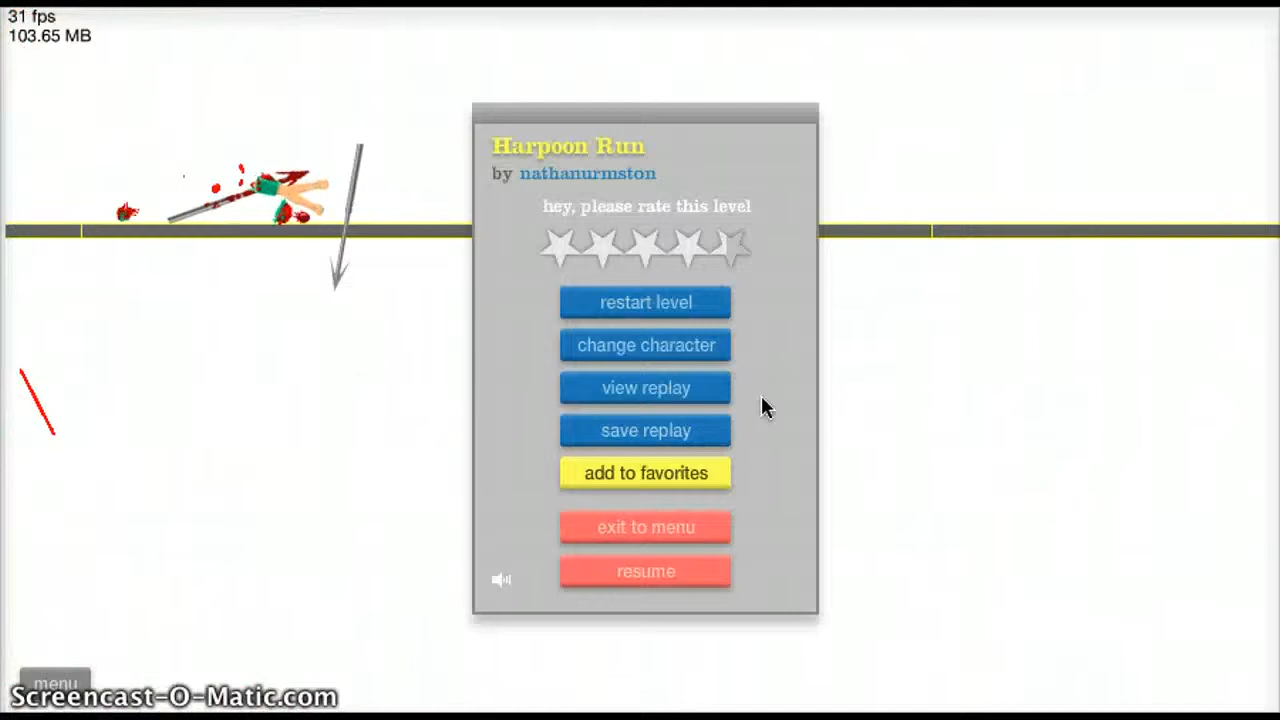 31 fps
103.65 MB
Harpoon Run
by nathanurmston
hey, please rate this level
restart level
change character
view replay
save replay
add to favorites
exit to menu
resume
menu
Screencast-O-Matic.com